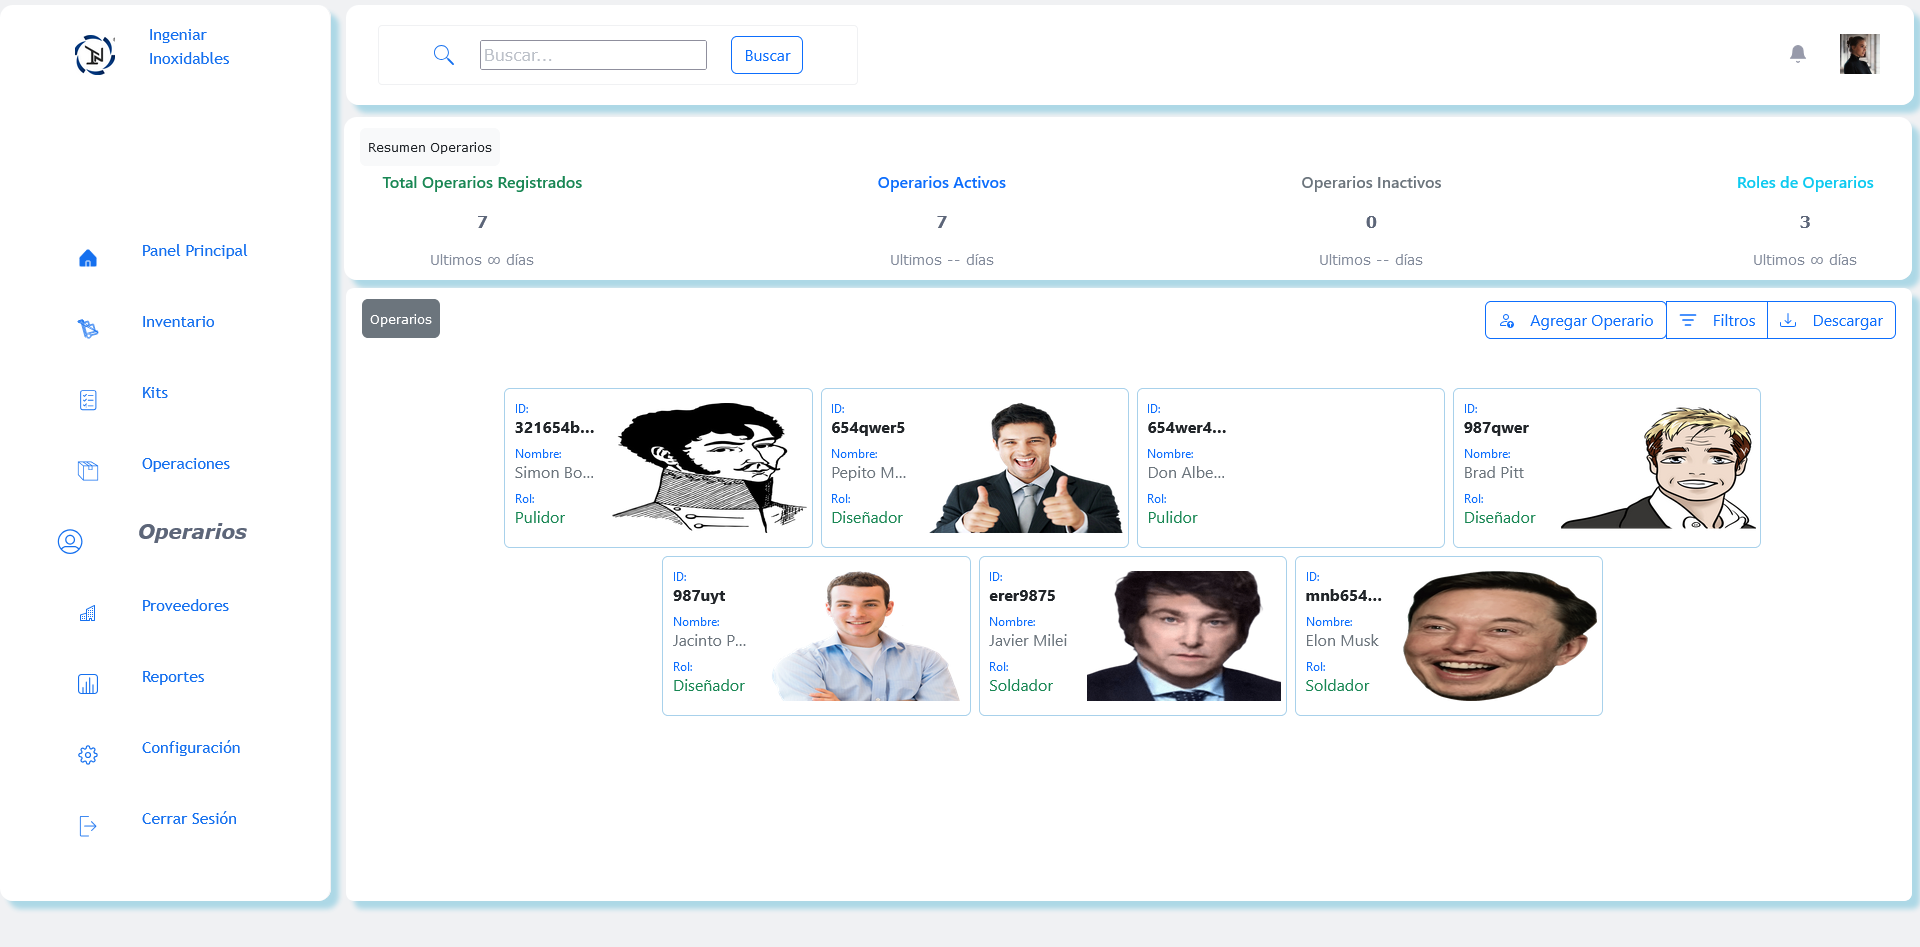 Ingeniar
Inoxidables
Buscar...
Buscar
Resumen Operarios
Total Operarios Registrados
7
Ultimos ∞ días
Operarios Activos
7
Ultimos -- días
Operarios Inactivos
0
Ultimos -- días
Roles de Operarios
3
Ultimos ∞ días
Panel Principal
Inventario
Kits
Operaciones
Operarios
Proveedores
Reportes
Configuración
Cerrar Sesión
Operarios
Agregar Operario
Filtros
Descargar
ID:
321654b...
Nombre:
Simon Bo...
Rol:
Pulidor
ID:
654qwer5
Nombre:
Pepito M...
Rol:
Diseñador
ID:
654wer4...
Nombre:
Don Albe...
Rol:
Pulidor
ID:
987qwer
Nombre:
Brad Pitt
Rol:
Diseñador
ID:
987uyt
Nombre:
Jacinto P...
Rol:
Diseñador
ID:
erer9875
Nombre:
Javier Milei
Rol:
Soldador
ID:
mnb654...
Nombre:
Elon Musk
Rol:
Soldador